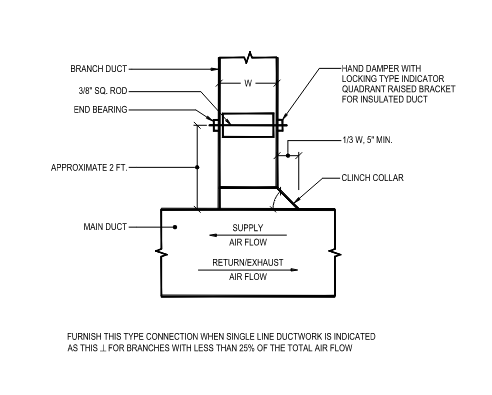 BRANCH DUCT
W
3/8" SQ. ROD
END BEARING
HAND DAMPER WITH
LOCKING TYPE INDICATOR
QUADRANT RAISED BRACKET
FOR INSULATED DUCT
1/3 W, 5" MIN.
APPROXIMATE 2 FT.
CLINCH COLLAR
MAIN DUCT
SUPPLY
AIR FLOW
RETURN/EXHAUST
AIR FLOW
FURNISH THIS TYPE CONNECTION WHEN SINGLE LINE DUCTWORK IS INDICATED
AS THIS ⊥ FOR BRANCHES WITH LESS THAN 25% OF THE TOTAL AIR FLOW